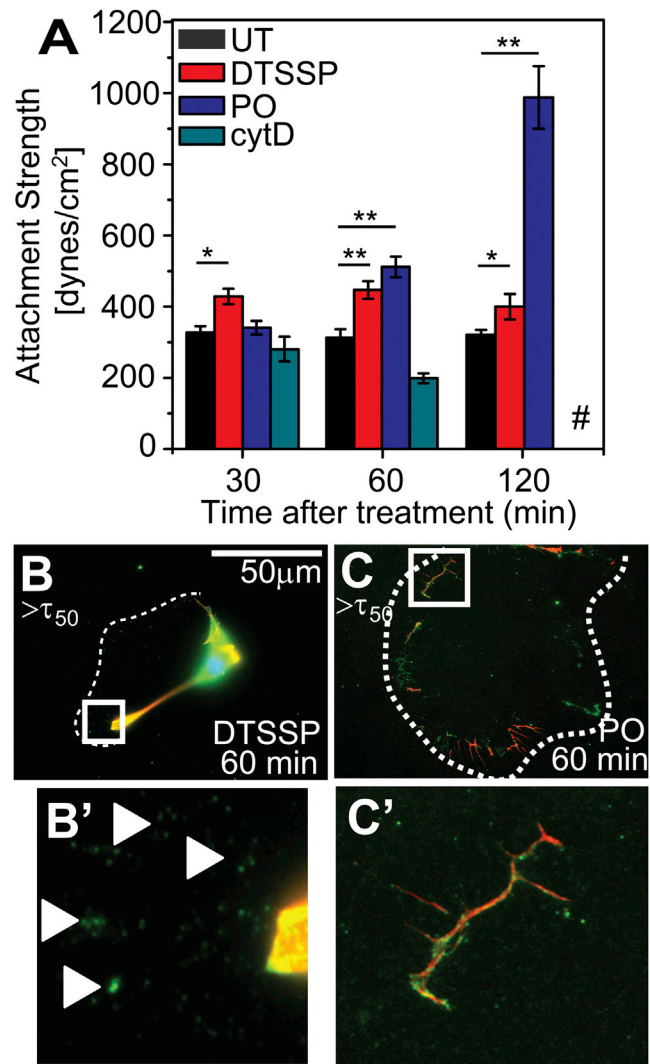 A
1200
1000
800
600
400
200
0
Attachment Strength
[dynes/cm²]
UT
DTSSP
PO
cytD
*
**
**
*
**
#
30
60
120
Time after treatment (min)
B
50μm
>τ50
DTSSP
60 min
C
>τ50
PO
60 min
B'
C'